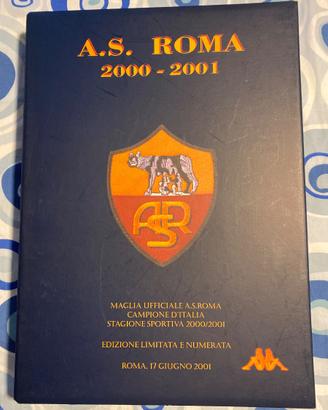 A.S. ROMA
2000 - 2001
ASR
MAGLIA UFFICIALE A.S.ROMA
CAMPIONE D'ITALIA
STAGIONE SPORTIVA 2000/2001
EDIZIONE LIMITATA E NUMERATA
ROMA, 17 GIUGNO 2001